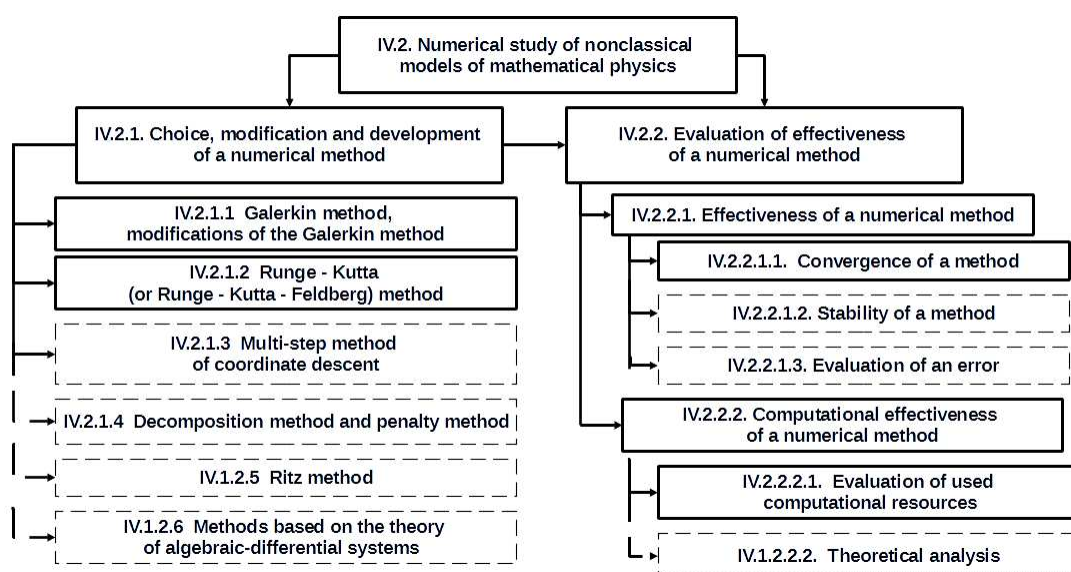 IV.2. Numerical study of nonclassical
models of mathematical physics
IV.2.1. Choice, modification and development
of a numerical method
IV.2.1.1 Galerkin method,
modifications of the Galerkin method
IV.2.1.2 Runge - Kutta
(or Runge - Kutta - Feldberg) method
IV.2.1.3 Multi-step method
of coordinate descent
IV.2.1.4 Decomposition method and penalty method
IV.1.2.5 Ritz method
IV.1.2.6 Methods based on the theory
of algebraic-differential systems
IV.2.2. Evaluation of effectiveness
of a numerical method
IV.2.2.1. Effectiveness of a numerical method
IV.2.2.1.1. Convergence of a method
IV.2.2.1.2. Stability of a method
IV.2.2.1.3. Evaluation of an error
IV.2.2.2. Computational effectiveness
of a numerical method
IV.2.2.2.1. Evaluation of used
computational resources
IV.1.2.2.2. Theoretical analysis